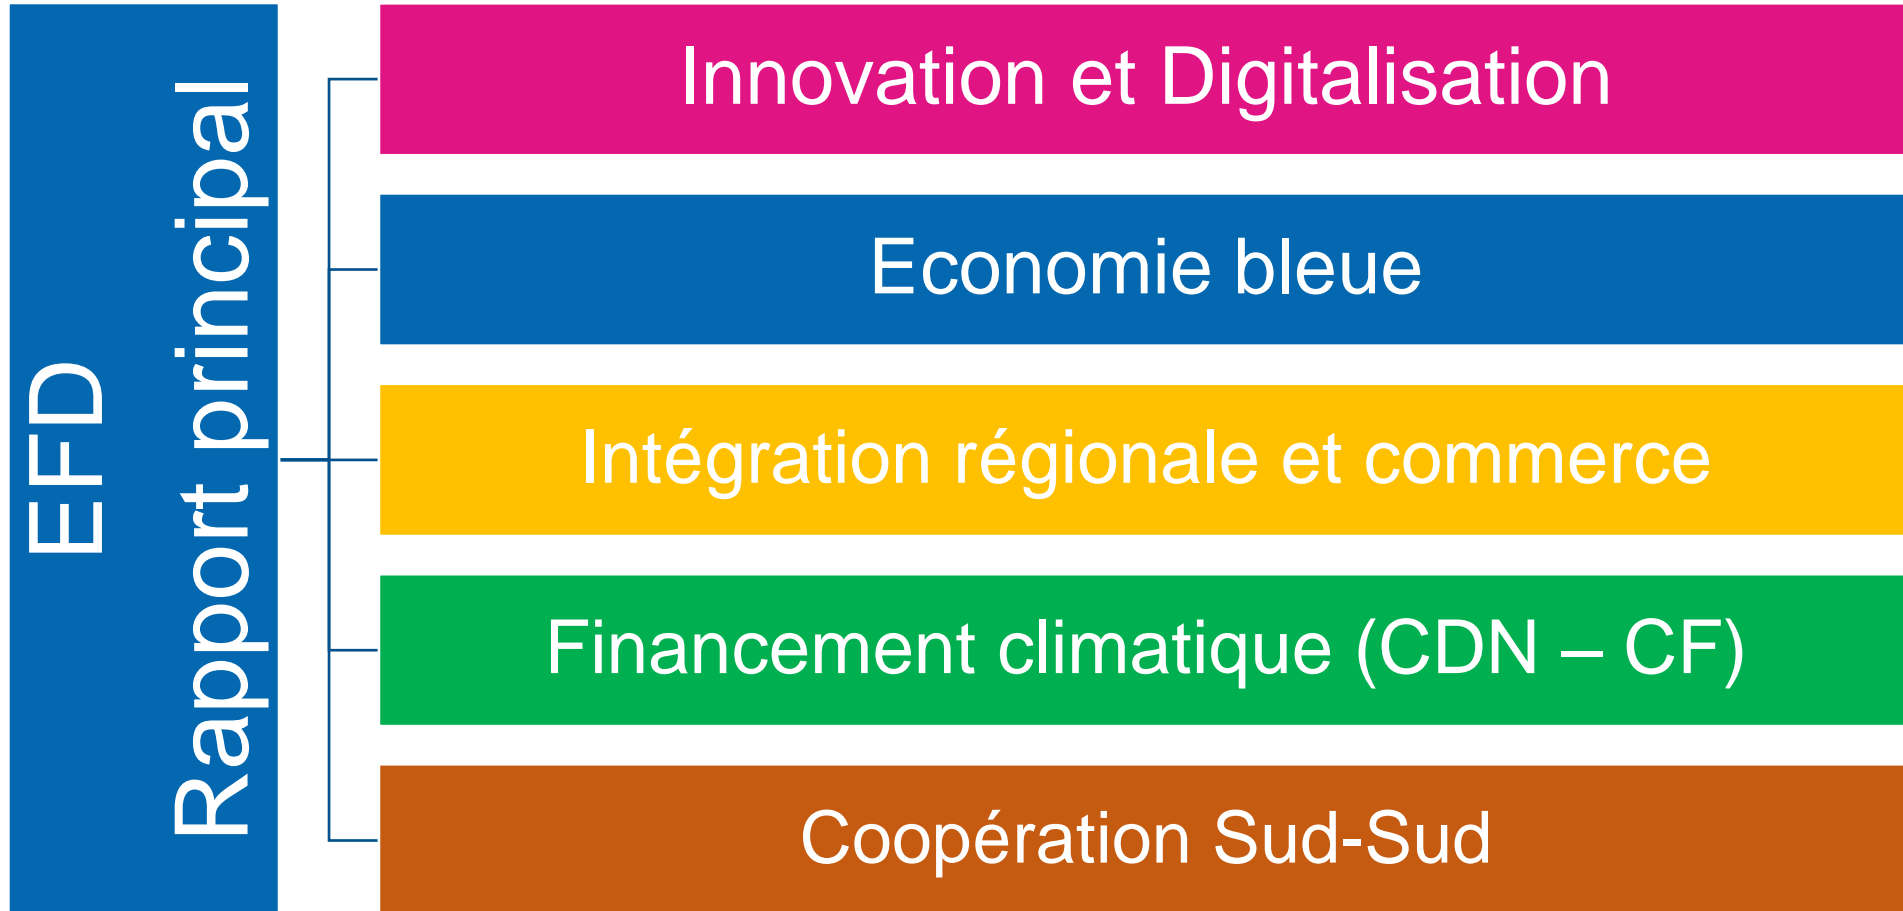 EFD
Rapport principal
Innovation et Digitalisation
Economie bleue
Intégration régionale et commerce
Financement climatique (CDN – CF)
Coopération Sud-Sud